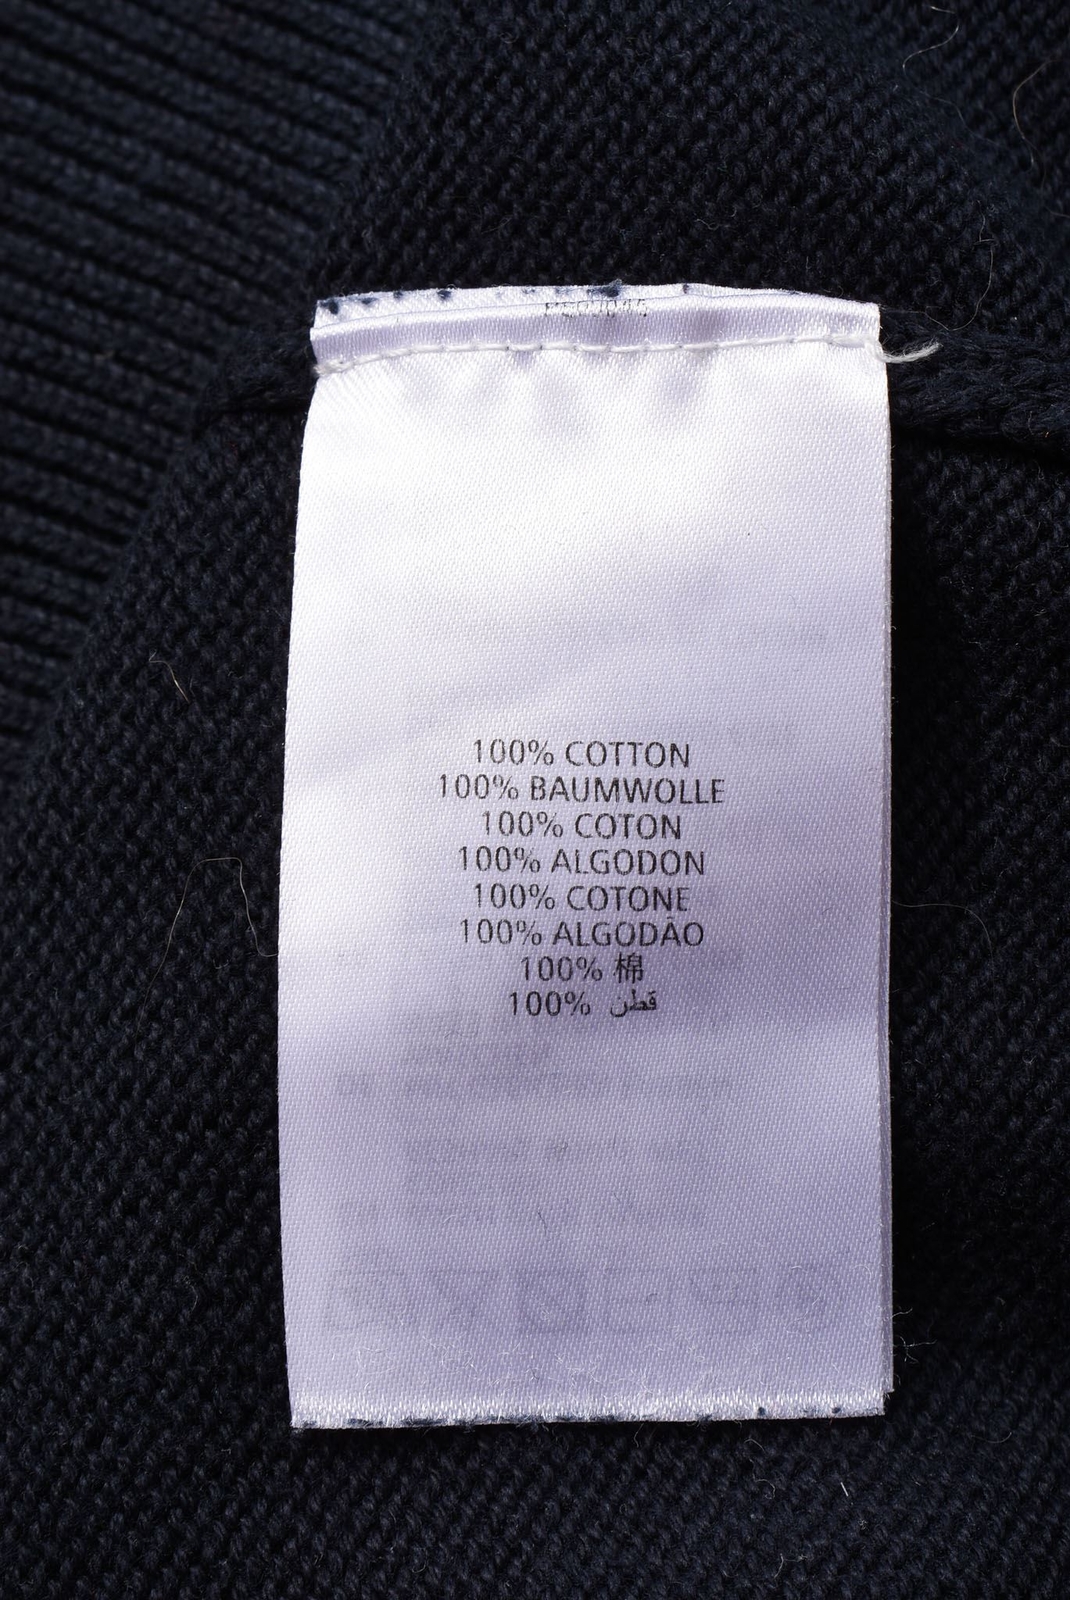 100% COTTON
100% BAUMWOLLE
100% COTON
100% ALGODON
100% COTONE
100% ALGODÃO
100% 棉
100% قطن